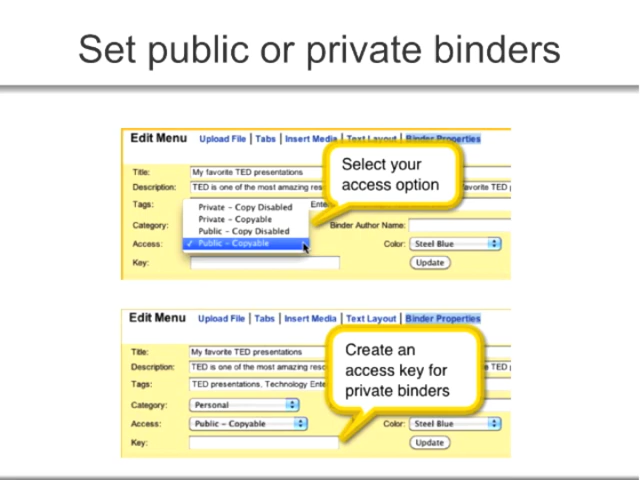 Set public or private binders
Edit Menu Upload File | Tabs | Insert Media | Text Layout | Binder Properties
Title: My favorite TED presentations
Select your
access option
Description: TED is one of the most amazing favorite TED
Tags:
Private - Copy Disabled
Private - Copyable
Public - Copy Disabled
✓ Public - Copyable
Category: Binder Author Name:
Access: Color: Steel Blue
Key: Update
Edit Menu Upload File | Tabs | Insert Media | Text Layout | Binder Properties
Title: My favorite TED presentations
Create an
access key for
private binders
Description: TED is one of the most amazing TED
Tags: TED presentations, Technology
Category: Personal
Access: Public - Copyable Color: Steel Blue
Key: Update